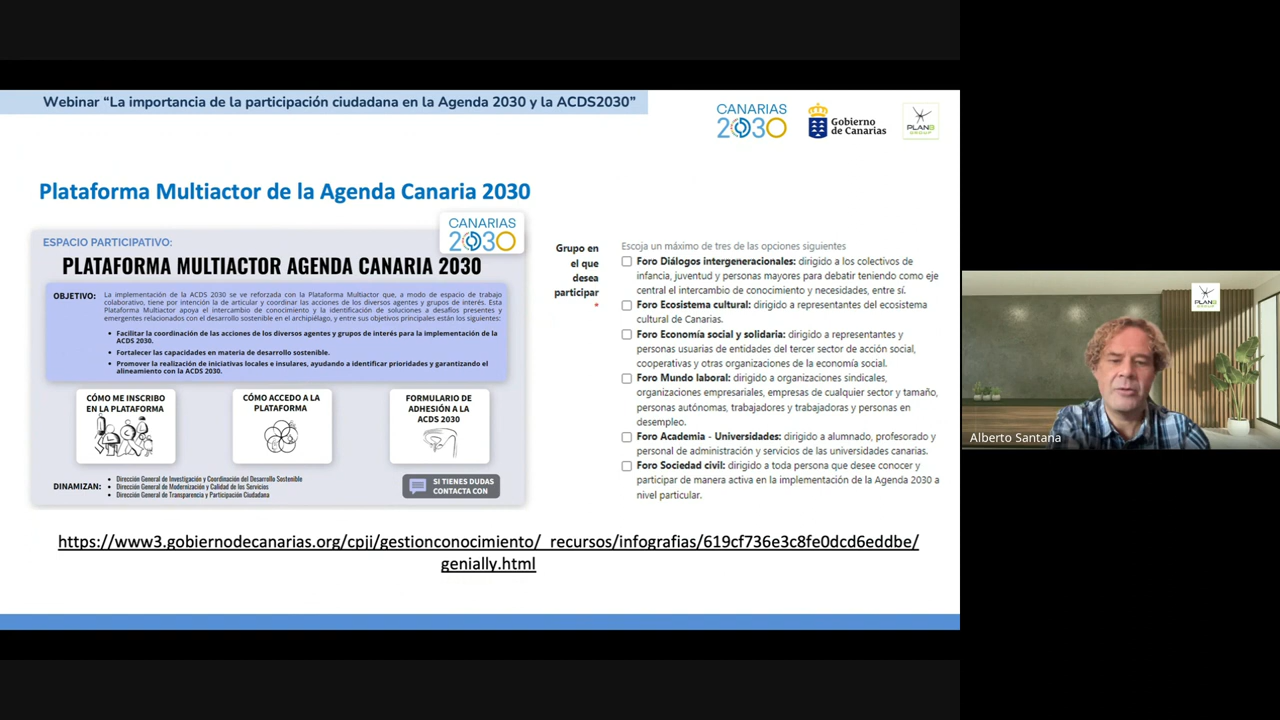 Webinar “La importancia de la participación ciudadana en la Agenda 2030 y la ACDS2030”
CANARIAS
2030
Gobierno
de Canarias
PLANB
GROUP
Plataforma Multiactor de la Agenda Canaria 2030
CANARIAS
2030
ESPACIO PARTICIPATIVO:
PLATAFORMA MULTIACTOR AGENDA CANARIA 2030
OBJETIVO:
La implementación de la ACDS 2030 se ve reforzada con la Plataforma Multiactor que, a modo de espacio de trabajo
colaborativo, tiene por intención la de articular y coordinar las acciones de los diversos agentes y grupos de interés. Esta
Plataforma Multiactor apoya el intercambio de conocimiento y la identificación de soluciones a desafíos presentes y
emergentes relacionados con el desarrollo sostenible en el archipiélago, y entre sus objetivos principales están los siguientes:
• Facilitar la coordinación de las acciones de los diversos agentes y grupos de interés para la implementación de la
ACDS 2030.
• Fortalecer las capacidades en materia de desarrollo sostenible.
• Promover la realización de iniciativas locales e insulares, ayudando a identificar prioridades y garantizando el
alineamiento con la ACDS 2030.
CÓMO ME INSCRIBO
EN LA PLATAFORMA
CÓMO ACCEDO A LA
PLATAFORMA
FORMULARIO DE
ADHESIÓN A LA
ACDS 2030
DINAMIZAN:
• Dirección General de Investigación y Coordinación del Desarrollo Sostenible
• Dirección General de Modernización y Calidad de los Servicios
• Dirección General de Transparencia y Participación Ciudadana
SI TIENES DUDAS
CONTACTA CON
Grupo en
el que
desea
participar
*
Escoja un máximo de tres de las opciones siguientes
Foro Diálogos intergeneracionales: dirigido a los colectivos de
infancia, juventud y personas mayores para debatir teniendo como eje
central el intercambio de conocimiento y necesidades, entre sí.
Foro Ecosistema cultural: dirigido a representantes del ecosistema
cultural de Canarias.
Foro Economía social y solidaria: dirigido a representantes y
personas usuarias de entidades del tercer sector de acción social,
cooperativas y otras organizaciones de la economía social.
Foro Mundo laboral: dirigido a organizaciones sindicales,
organizaciones empresariales, empresas de cualquier sector y tamaño,
personas autónomas, trabajadores y trabajadoras y personas en
desempleo.
Foro Academia - Universidades: dirigido a alumnado, profesorado y
personal de administración y servicios de las universidades canarias.
Foro Sociedad civil: dirigido a toda persona que desee conocer y
participar de manera activa en la implementación de la Agenda 2030 a
nivel particular.
https://www3.gobiernodecanarias.org/cpji/gestionconocimiento/_recursos/infografias/619cf736e3c8fe0dcd6eddbe/
genially.html
PLANB
GROUP
Alberto Santana